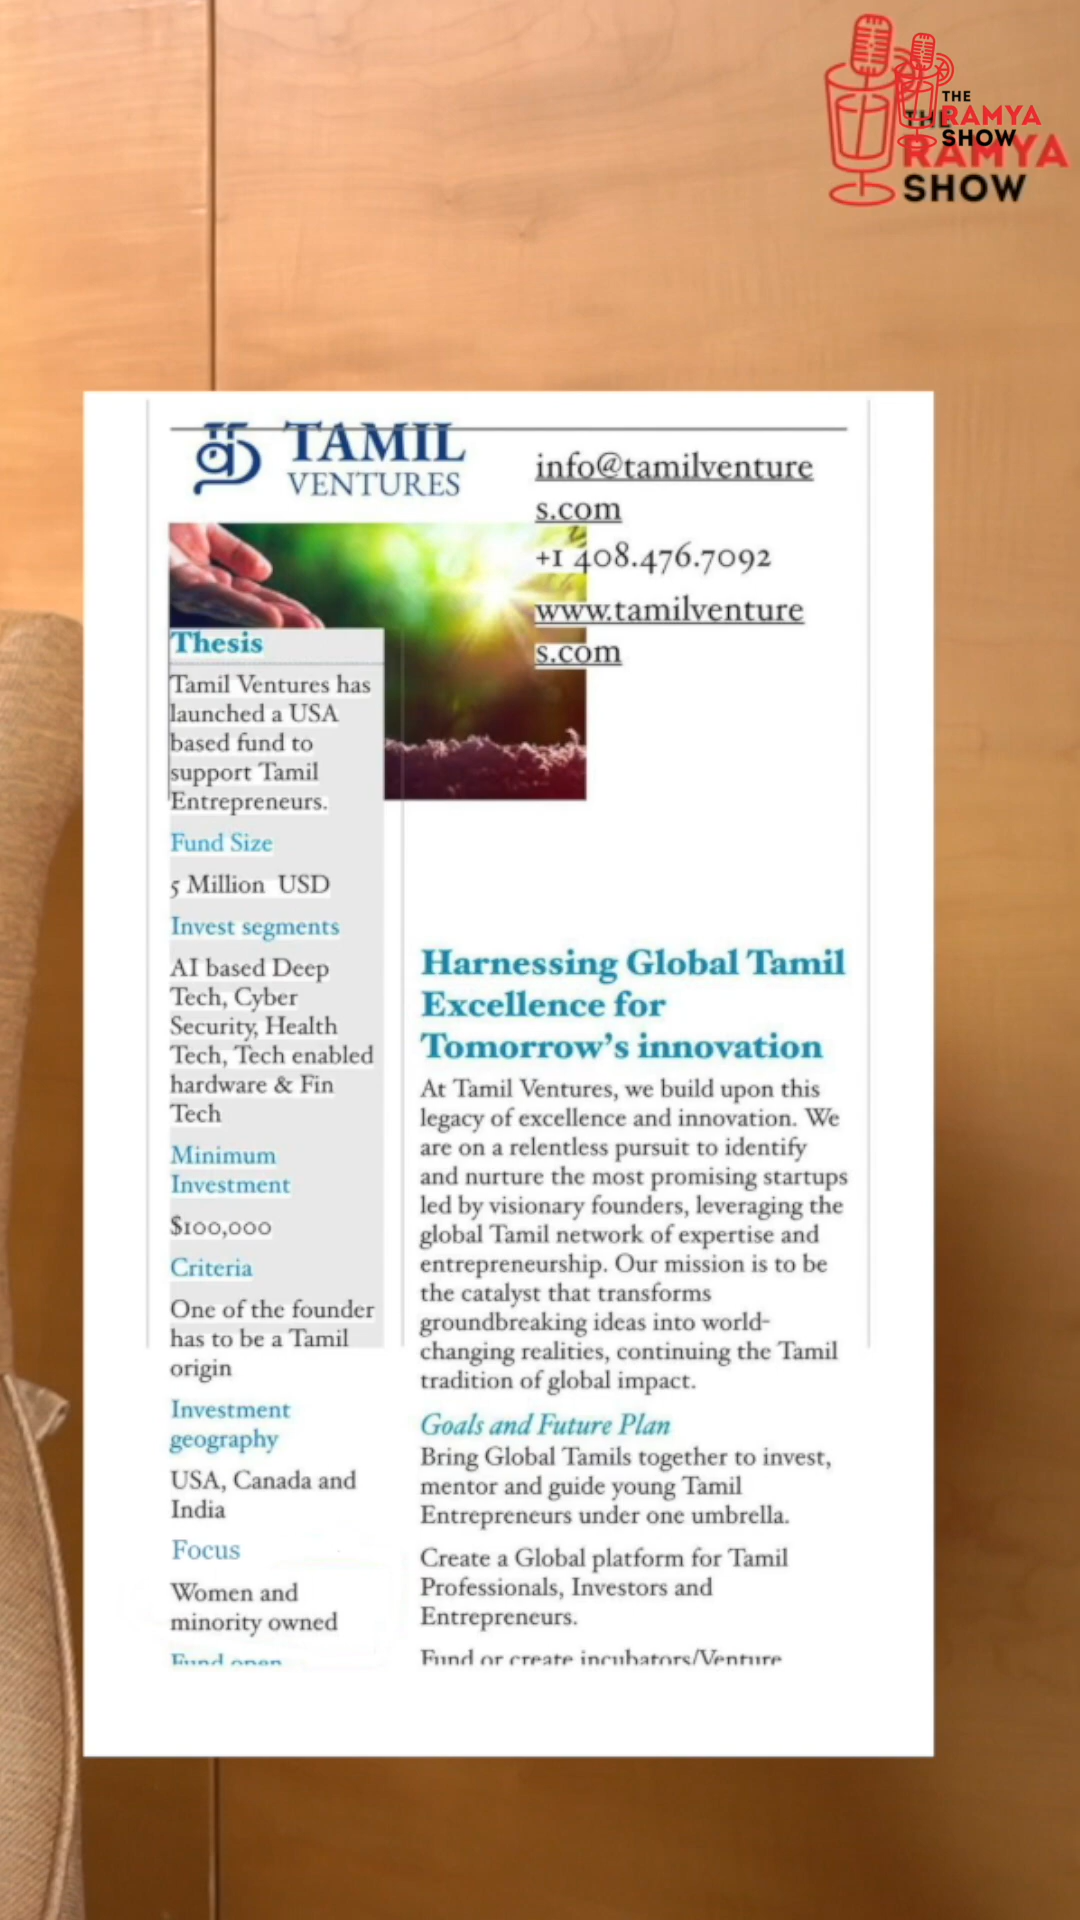 THE
RAMYA
SHOW
THE
RAMYA
SHOW
த
TAMIL
VENTURES
info@tamilventure
s.com
+1 408.476.7092
www.tamilventure
s.com
Thesis
Tamil Ventures has
launched a USA
based fund to
support Tamil
Entrepreneurs.
Fund Size
5 Million USD
Invest segments
AI based Deep
Tech, Cyber
Security, Health
Tech, Tech enabled
hardware & Fin
Tech
Minimum
Investment
$100,000
Criteria
One of the founder
has to be a Tamil
origin
Investment
geography
USA, Canada and
India
Focus
Women and
minority owned
Fund open
Harnessing Global Tamil
Excellence for
Tomorrow’s innovation
At Tamil Ventures, we build upon this
legacy of excellence and innovation. We
are on a relentless pursuit to identify
and nurture the most promising startups
led by visionary founders, leveraging the
global Tamil network of expertise and
entrepreneurship. Our mission is to be
the catalyst that transforms
groundbreaking ideas into world-
changing realities, continuing the Tamil
tradition of global impact.
Goals and Future Plan
Bring Global Tamils together to invest,
mentor and guide young Tamil
Entrepreneurs under one umbrella.
Create a Global platform for Tamil
Professionals, Investors and
Entrepreneurs.
Fund or create incubators/Venture